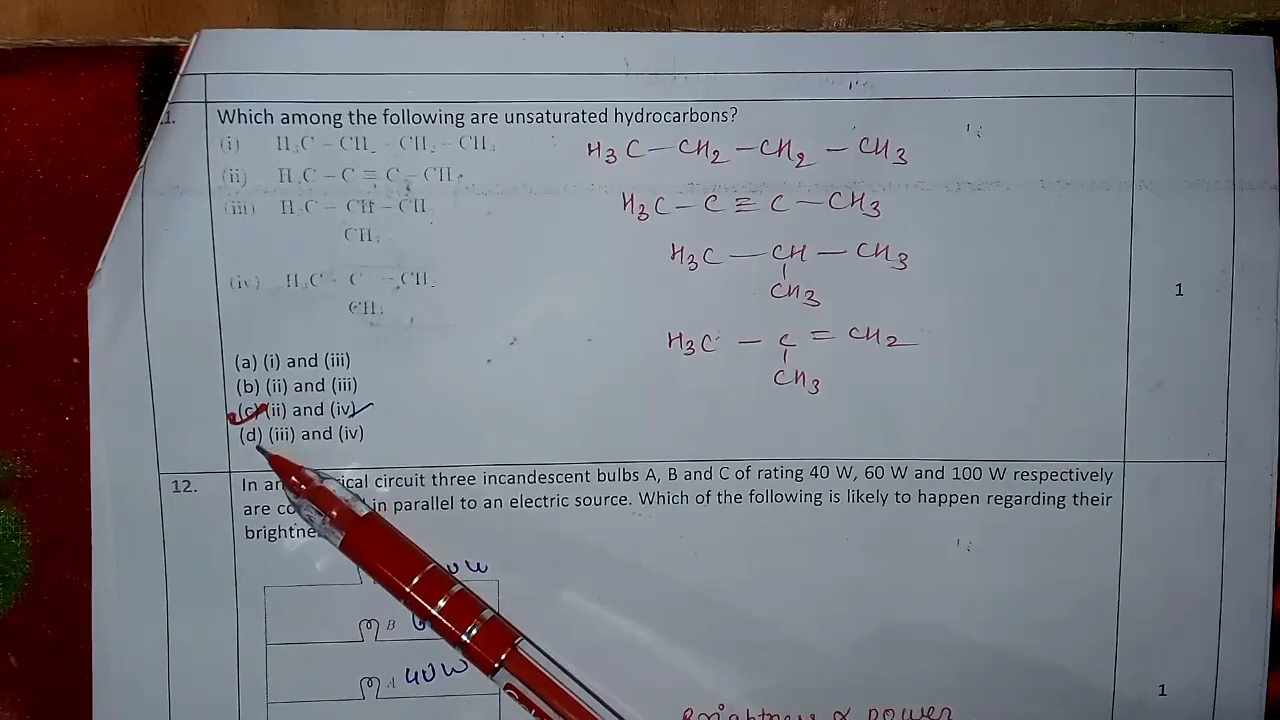 1.
Which among the following are unsaturated hydrocarbons?
(i) H₃C – CH₂ – CH₂ – CH₃
H₃C — CH₂ — CH₂ — CH₃
(ii) H₃C – C ≡ C – CH₃
H₃C — C ≡ C — CH₃
(iii) H₃C – CH – CH₃
CH₃
H₃C — CH — CH₃
CH₃
(iv) H₃C C CH₂
CH₃
H₃C — C = CH₂
CH₃
1
(a) (i) and (iii)
(b) (ii) and (iii)
(c) (ii) and (iv)
(d) (iii) and (iv)
12.
In an circuit three incandescent bulbs A, B and C of rating 40 W, 60 W and 100 W respectively
are in parallel to an electric source. Which of the following is likely to happen regarding their
W
B
A 40W
1
Brightness ∝ power